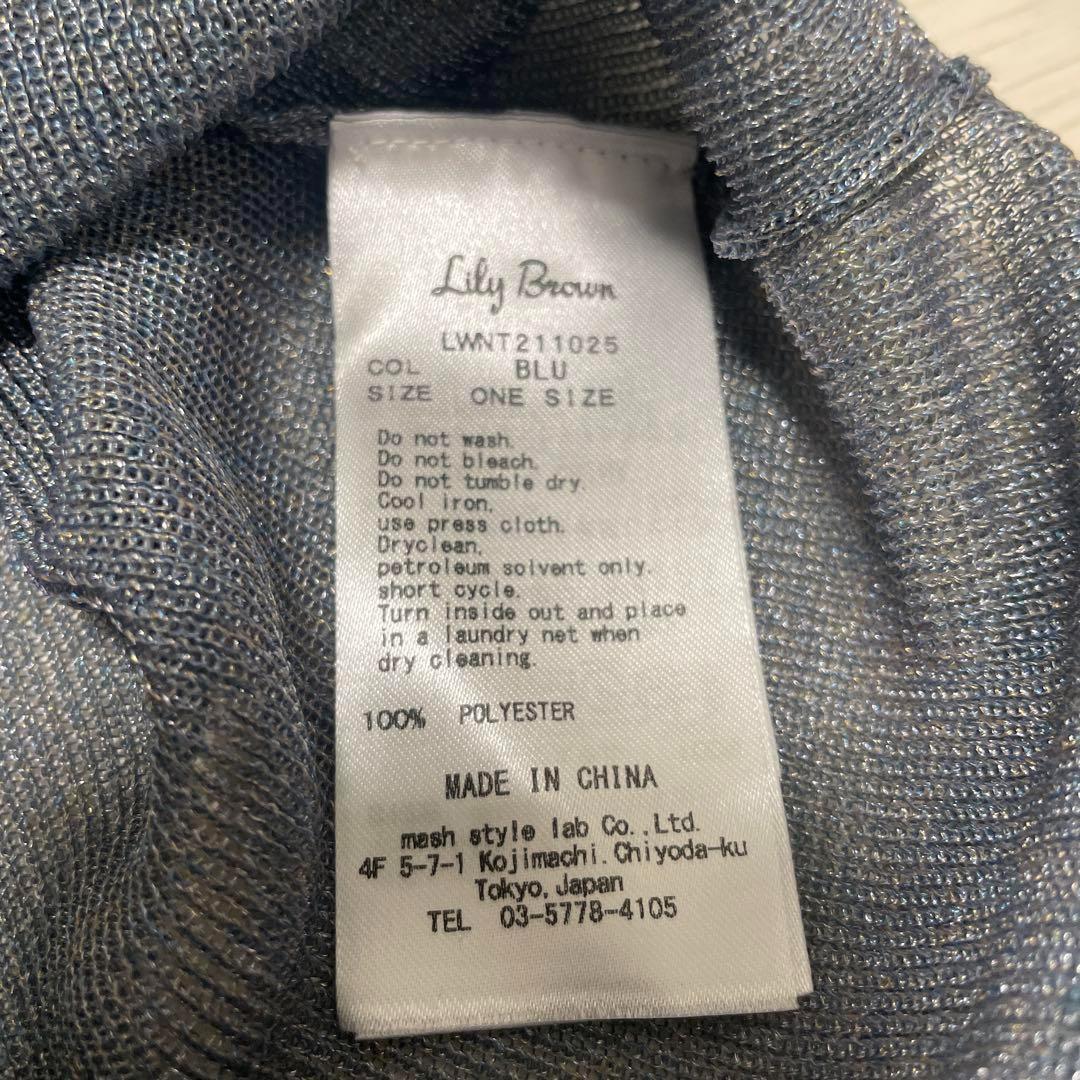 Lily Brown
LWNT211025
COL BLU
SIZE ONE SIZE
Do not wash.
Do not bleach.
Do not tumble dry.
Cool iron,
use press cloth.
Dryclean,
petroleum solvent only.
short cycle.
Turn inside out and place
in a laundry net when
dry cleaning.
100% POLYESTER
MADE IN CHINA
mash style lab Co.,Ltd.
4F 5-7-1 Kojimachi.Chiyoda-ku
Tokyo,Japan
TEL 03-5778-4105